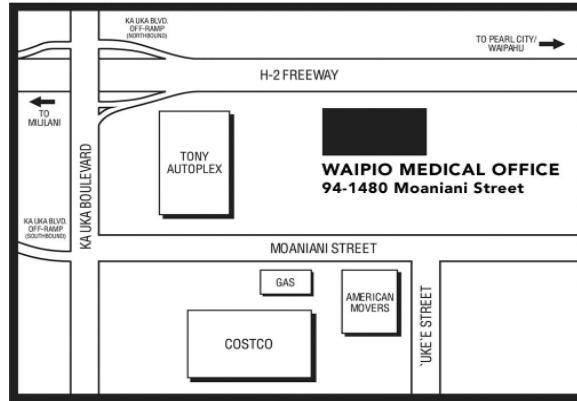 KA UKA BLVD.
OFF-RAMP
(NORTHBOUND)
TO PEARL CITY/
WAIPAHU
H-2 FREEWAY
TO
MILILANI
TONY
AUTOPLEX
WAIPIO MEDICAL OFFICE
94-1480 Moaniani Street
KA UKA BOULEVARD
KA UKA BLVD.
OFF-RAMP
(SOUTHBOUND)
MOANIANI STREET
GAS
AMERICAN
MOVERS
COSTCO
'UKE'E STREET